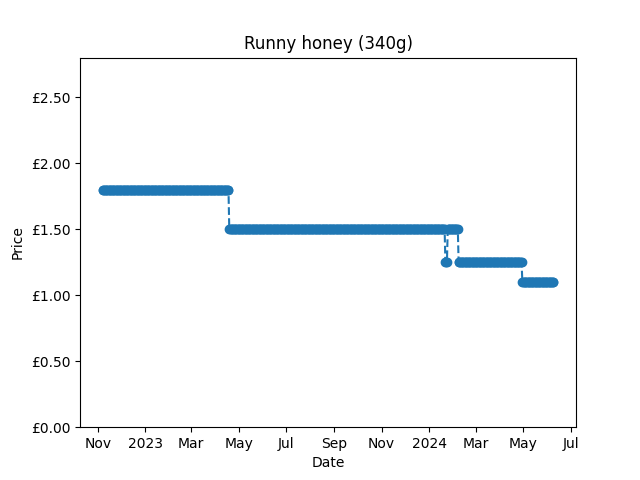 Runny honey (340g)
£2.50
£2.00
£1.50
£1.00
£0.50
£0.00
Price
Nov 2023 Mar May Jul Sep Nov 2024 Mar May Jul
Date